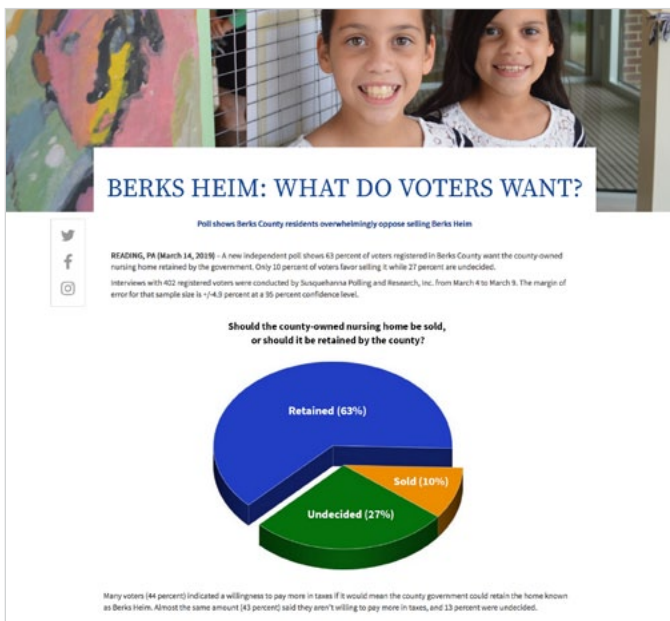 BERKS HEIM: WHAT DO VOTERS WANT?
Poll shows Berks County residents overwhelmingly oppose selling Berks Heim
READING, PA (March 14, 2019) – A new independent poll shows 63 percent of voters registered in Berks County want the county-owned
nursing home retained by the government. Only 10 percent of voters favor selling it while 27 percent are undecided.
Interviews with 402 registered voters were conducted by Susquehanna Polling and Research, Inc. from March 4 to March 9. The margin of
error for that sample size is +/-4.9 percent at a 95 percent confidence level.
Should the county-owned nursing home be sold,
or should it be retained by the county?
Retained (63%)
Sold (10%)
Undecided (27%)
Many voters (44 percent) indicated a willingness to pay more in taxes if it would mean the county government could retain the home known
as Berks Heim. Almost the same amount (43 percent) said they aren't willing to pay more in taxes, and 13 percent were undecided.